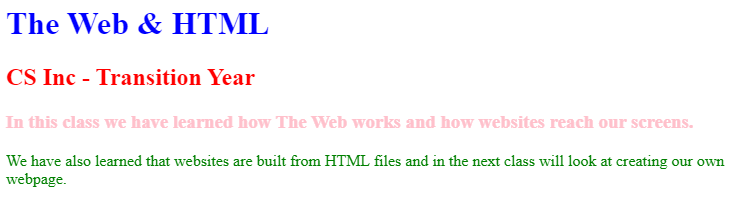 The Web & HTML
CS Inc - Transition Year
In this class we have learned how The Web works and how websites reach our screens.
We have also learned that websites are built from HTML files and in the next class will look at creating our own
webpage.